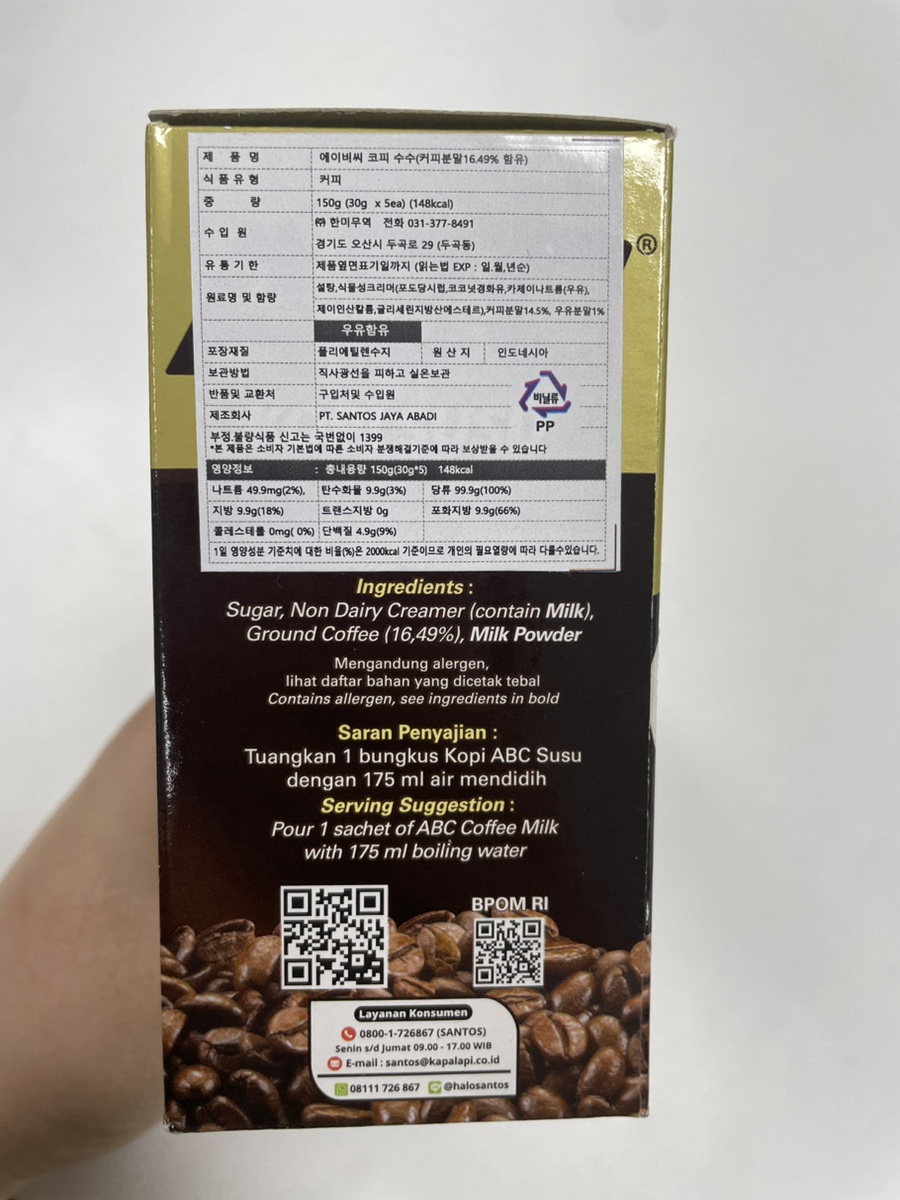 제 품 명 에이비씨 코피 수수(커피분말16.49% 함유)
식 품 유 형 커피
중 량 150g (30g x 5ea) (148kcal)
수 입 원 ㈜ 한미무역 전화 031-377-8491
경기도 오산시 두곡로 29 (두곡동)
유 통 기 한 제품옆면표기일까지 (읽는법 EXP : 일.월,년순)
원료명 및 함량 설탕,식물성크리머(포도당시럽,코코넛경화유,카제이나트륨(우유),
제이인산칼륨,글리세린지방산에스테르),커피분말14.5%, 우유분말1%
우유함유
포장재질 폴리에틸렌수지 원 산 지 인도네시아
보관방법 직사광선을 피하고 실온보관
반품및 교환처 구입처및 수입원
비닐류
PP
제조회사 PT. SANTOS JAYA ABADI
부정.불량식품 신고는 국번없이 1399
*본 제품은 소비자 기본법에 따른 소비자 분쟁해결기준에 따라 보상받을 수 있습니다
영양정보 : 총내용량 150g(30g*5) 148kcal
나트륨 49.9mg(2%), 탄수화물 9.9g(3%) 당류 99.9g(100%)
지방 9.9g(18%) 트랜스지방 0g 포화지방 9.9g(66%)
콜레스테롤 0mg( 0%) 단백질 4.9g(9%)
1일 영양성분 기준치에 대한 비율(%)은 2000kcal 기준이므로 개인의 필요열량에 따라 다를수있습니다.
®
Ingredients :
Sugar, Non Dairy Creamer (contain Milk),
Ground Coffee (16,49%), Milk Powder
Mengandung alergen,
lihat daftar bahan yang dicetak tebal
Contains allergen, see ingredients in bold
Saran Penyajian :
Tuangkan 1 bungkus Kopi ABC Susu
dengan 175 ml air mendidih
Serving Suggestion :
Pour 1 sachet of ABC Coffee Milk
with 175 ml boiling water
BPOM RI
Layanan Konsumen
0800-1-726867 (SANTOS)
Senin s/d Jumat 09.00 - 17.00 WIB
E-mail : santos@kapalapi.co.id
08111 726 867 @halosantos